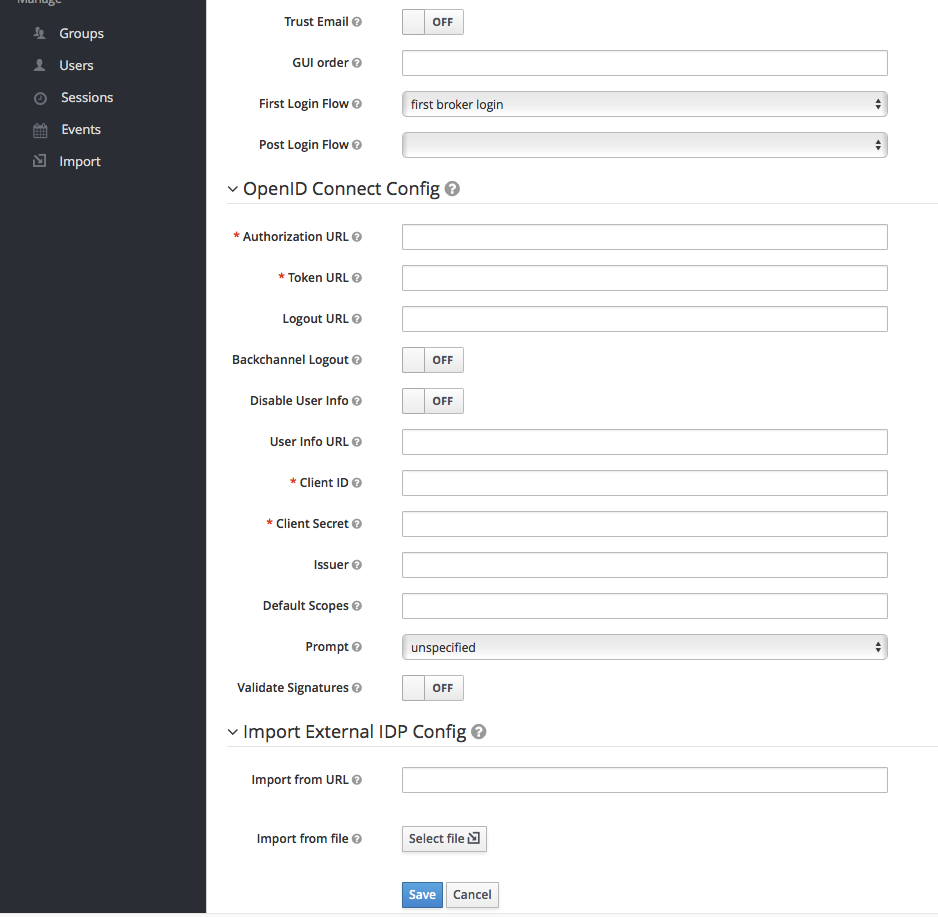 Manage
Groups
Users
Sessions
Events
Import
Trust Email
OFF
GUI order
First Login Flow
first broker login
Post Login Flow
OpenID Connect Config
* Authorization URL
* Token URL
Logout URL
Backchannel Logout
OFF
Disable User Info
OFF
User Info URL
* Client ID
* Client Secret
Issuer
Default Scopes
Prompt
unspecified
Validate Signatures
OFF
Import External IDP Config
Import from URL
Import from file
Select file
Save
Cancel